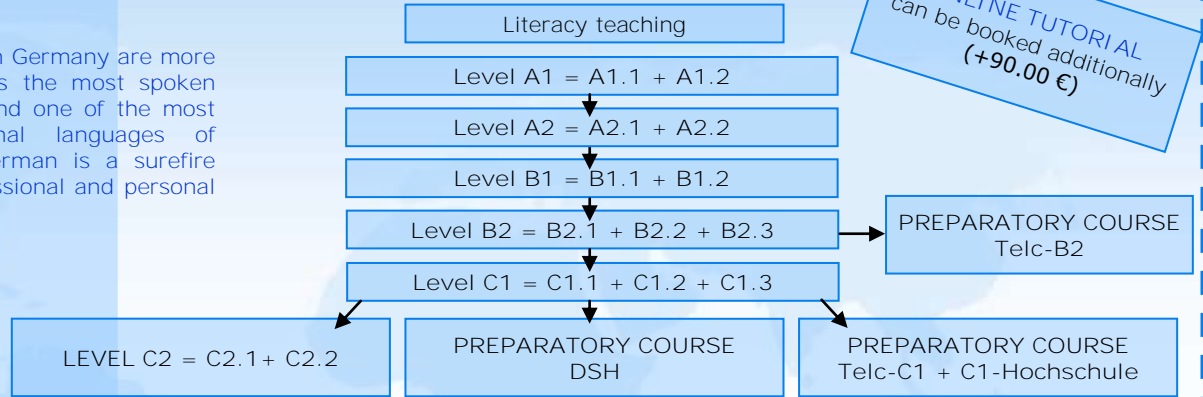 Literacy teaching
ONLINE TUTORIAL
can be booked additionally
(+90.00 €)
Germany are more
s the most spoken
nd one of the most
nal languages of
erman is a surefire
ssional and personal
Level A1 = A1.1 + A1.2
Level A2 = A2.1 + A2.2
Level B1 = B1.1 + B1.2
Level B2 = B2.1 + B2.2 + B2.3
PREPARATORY COURSE
Telc-B2
Level C1 = C1.1 + C1.2 + C1.3
LEVEL C2 = C2.1+ C2.2
PREPARATORY COURSE
DSH
PREPARATORY COURSE
Telc-C1 + C1-Hochschule